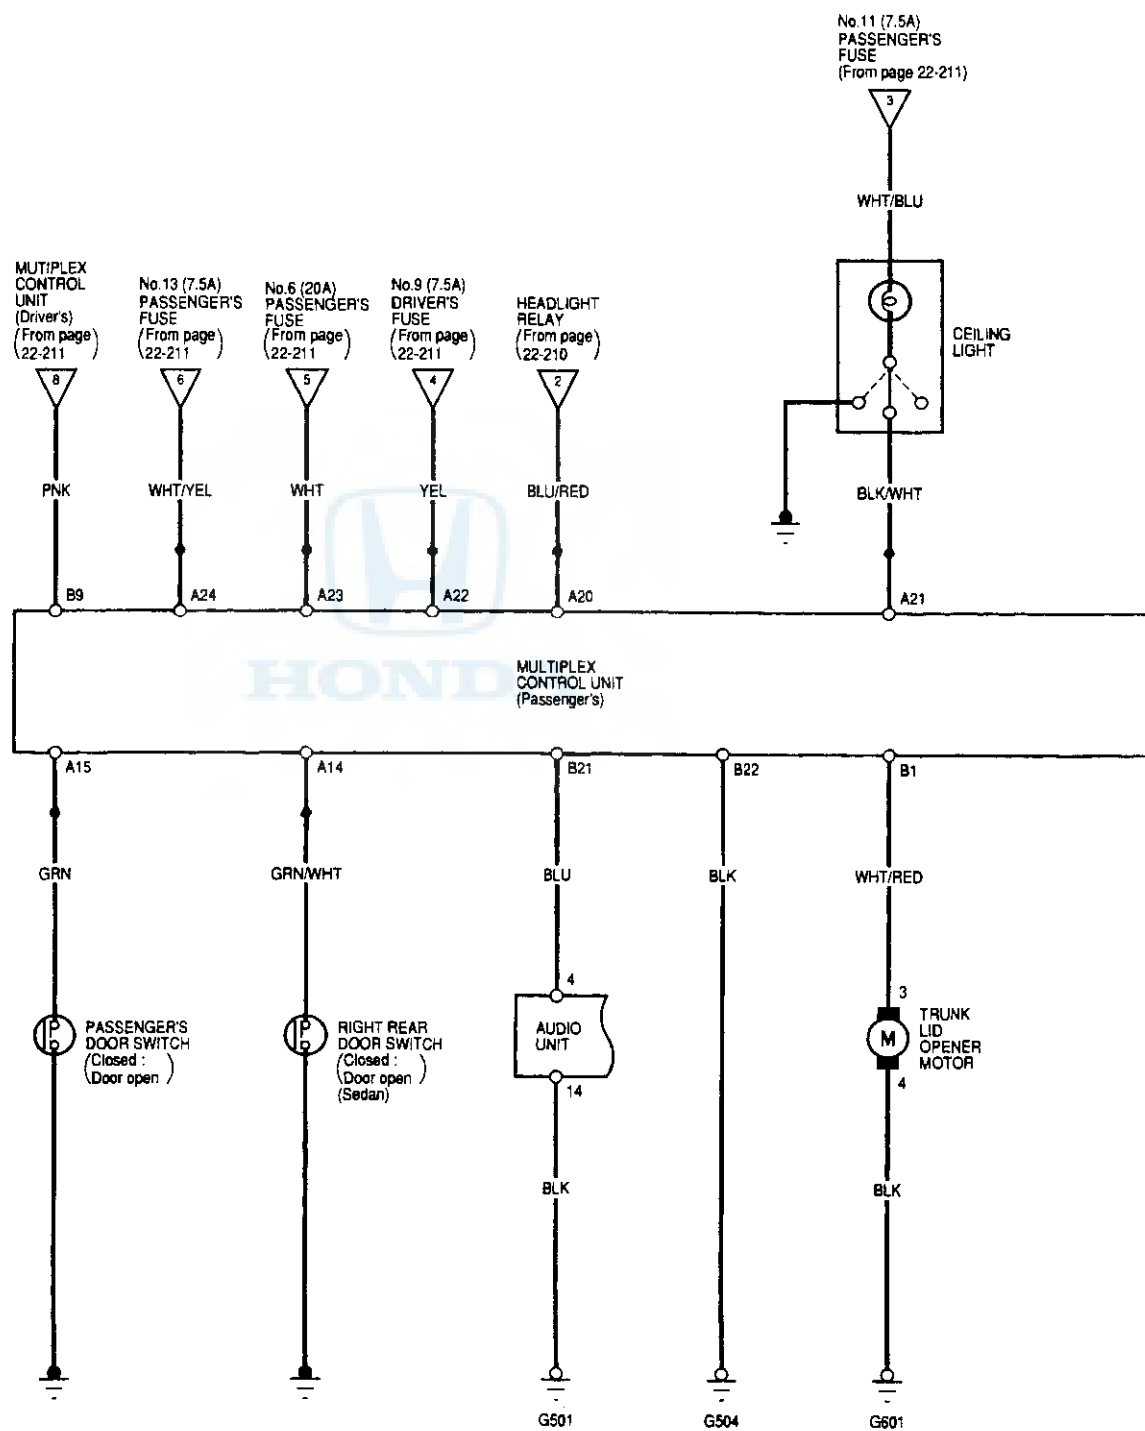 No.11 (7.5A)
PASSENGER'S
FUSE
(From page 22-211)
3
WHT/BLU
CEILING
LIGHT
BLK/WHT
MUTIPLEX
CONTROL
UNIT
(Driver's)
(From page
22-211)
8
PNK
No.13 (7.5A)
PASSENGER'S
FUSE
(From page
22-211)
6
WHT/YEL
No.6 (20A)
PASSENGER'S
FUSE
(From page
22-211)
5
WHT
No.9 (7.5A)
DRIVER'S
FUSE
(From page
22-211)
4
YEL
HEADLIGHT
RELAY
(From page
22-210)
2
BLU/RED
B9
A24
A23
A22
A20
A21
HONDA
MULTIPLEX
CONTROL UNIT
(Passenger's)
A15
A14
B21
B22
B1
GRN
GRN/WHT
BLU
BLK
WHT/RED
PASSENGER'S
DOOR SWITCH
(Closed :
Door open)
RIGHT REAR
DOOR SWITCH
(Closed :
Door open)
(Sedan)
4
AUDIO
UNIT
14
3
M
4
TRUNK
LID
OPENER
MOTOR
BLK
BLK
G501
G504
G601